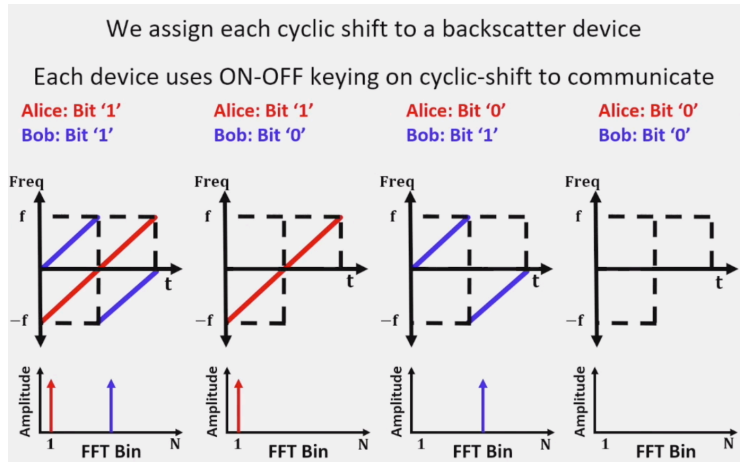 We assign each cyclic shift to a backscatter device
Each device uses ON-OFF keying on cyclic-shift to communicate
Alice: Bit ‘1’
Bob: Bit ‘1’
Alice: Bit ‘1’
Bob: Bit ‘0’
Alice: Bit ‘0’
Bob: Bit ‘1’
Alice: Bit ‘0’
Bob: Bit ‘0’
Freq
f
t
−f
Freq
f
t
−f
Freq
f
t
−f
Freq
f
t
−f
Amplitude
1
FFT Bin
N
Amplitude
1
FFT Bin
N
Amplitude
1
FFT Bin
N
Amplitude
1
FFT Bin
N